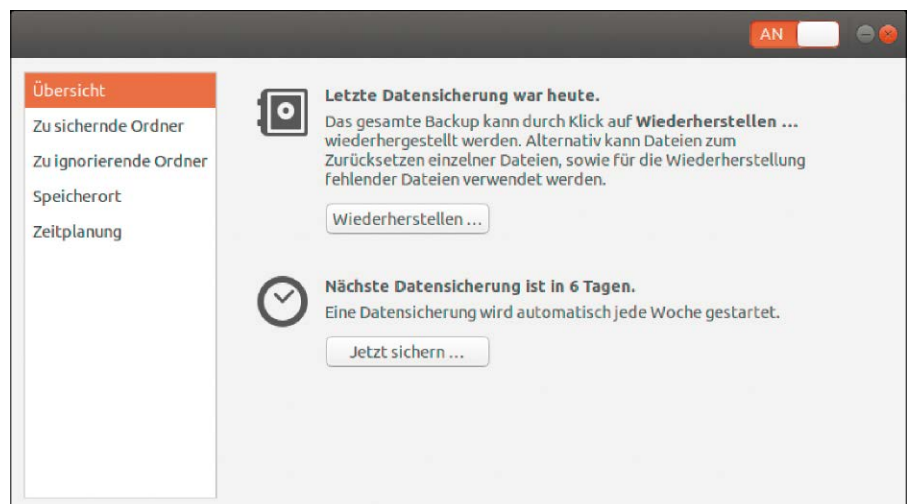 AN
Übersicht
Zu sichernde Ordner
Zu ignorierende Ordner
Speicherort
Zeitplanung
Letzte Datensicherung war heute.
Das gesamte Backup kann durch Klick auf Wiederherstellen ...
wiederhergestellt werden. Alternativ kann Dateien zum
Zurücksetzen einzelner Dateien, sowie für die Wiederherstellung
fehlender Dateien verwendet werden.
Wiederherstellen ...
Nächste Datensicherung ist in 6 Tagen.
Eine Datensicherung wird automatisch jede Woche gestartet.
Jetzt sichern ...